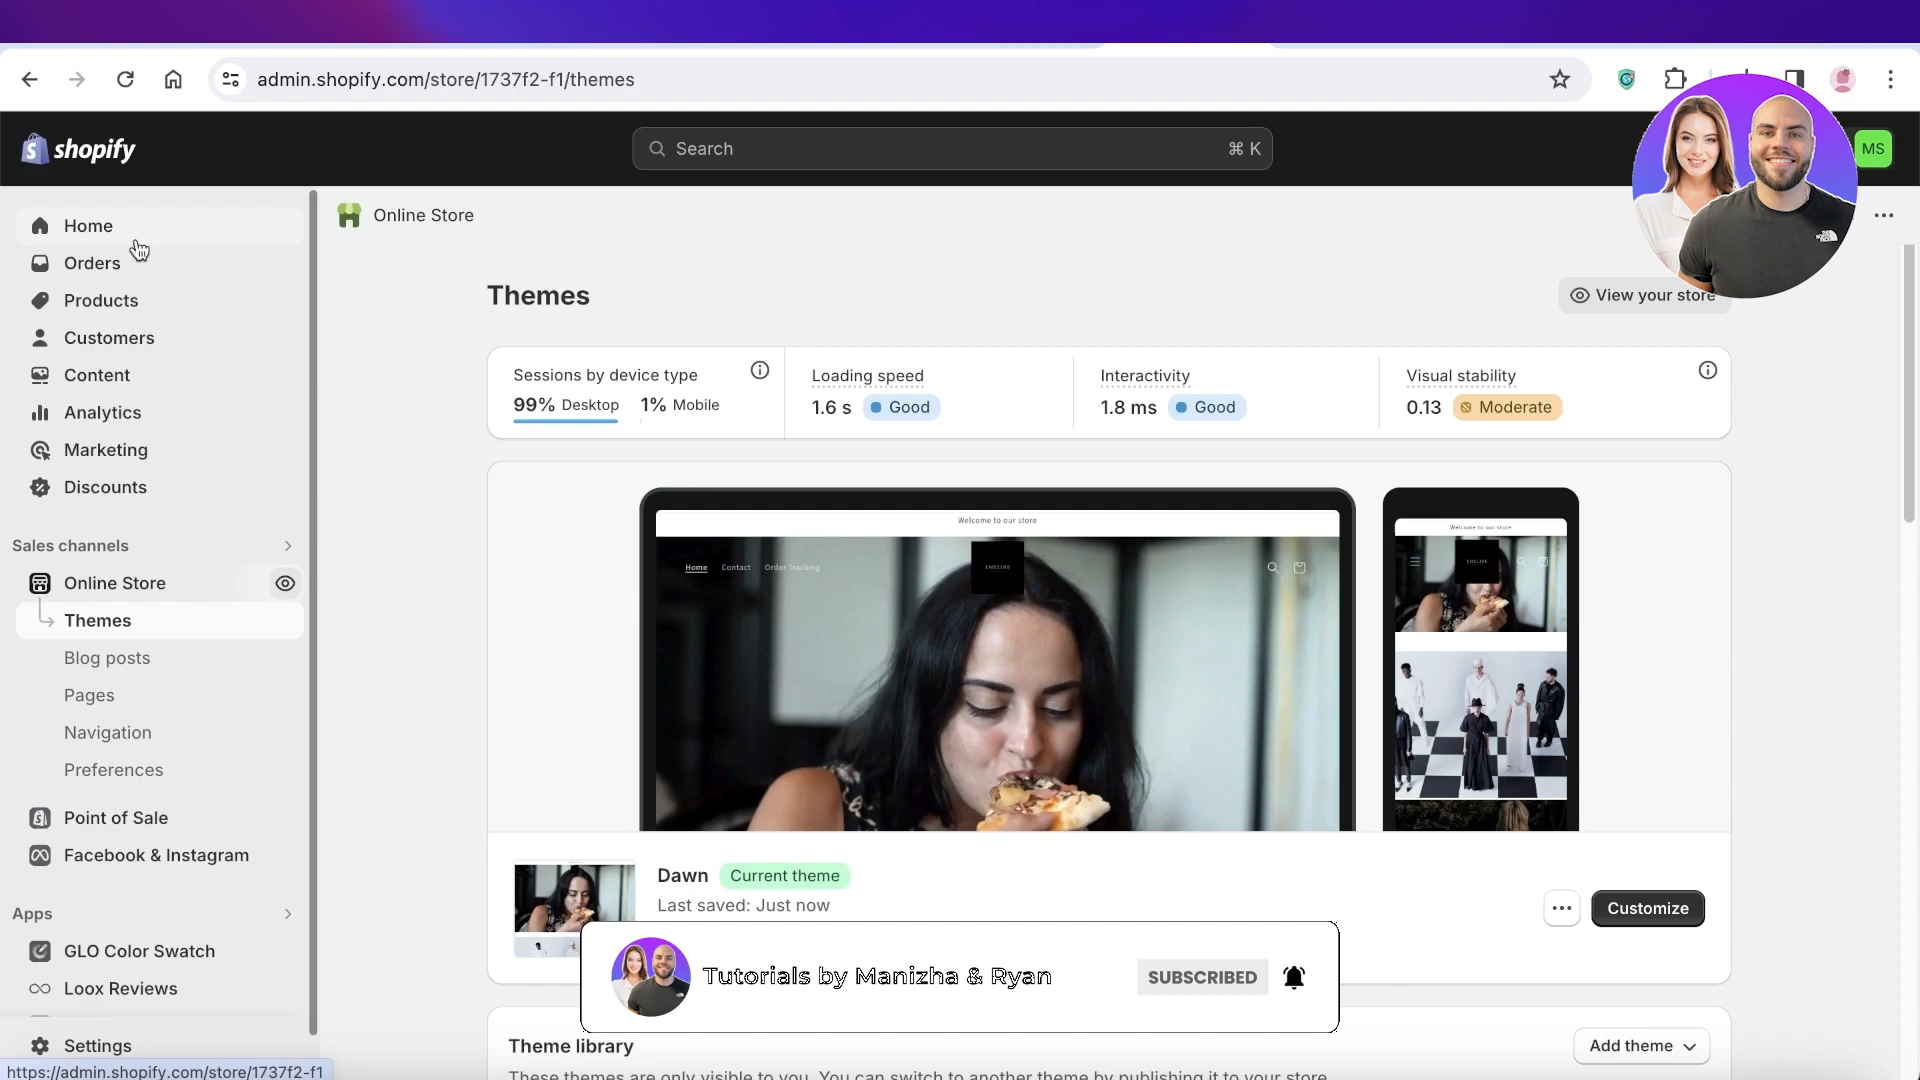 admin.shopify.com/store/1737f2-f1/themes
shopify
Search
⌘ K
MS
Home
Orders
Products
Customers
Content
Analytics
Marketing
Discounts
Sales channels
Online Store
Themes
Blog posts
Pages
Navigation
Preferences
Point of Sale
Facebook & Instagram
Apps
GLO Color Swatch
Loox Reviews
Settings
https://admin.shopify.com/store/1737f2-f1
Online Store
Themes
View your store
Sessions by device type
99% Desktop 1% Mobile
Loading speed
1.6 s Good
Interactivity
1.8 ms Good
Visual stability
0.13 Moderate
Welcome to our store
Home Contact Order Tracking
EMELINE
Welcome to our store
EMELINE
Dawn Current theme
Last saved: Just now
Customize
Tutorials by Manizha & Ryan
SUBSCRIBED
Theme library
Add theme
These themes are only visible to you. You can switch to another theme by publishing it to your store.